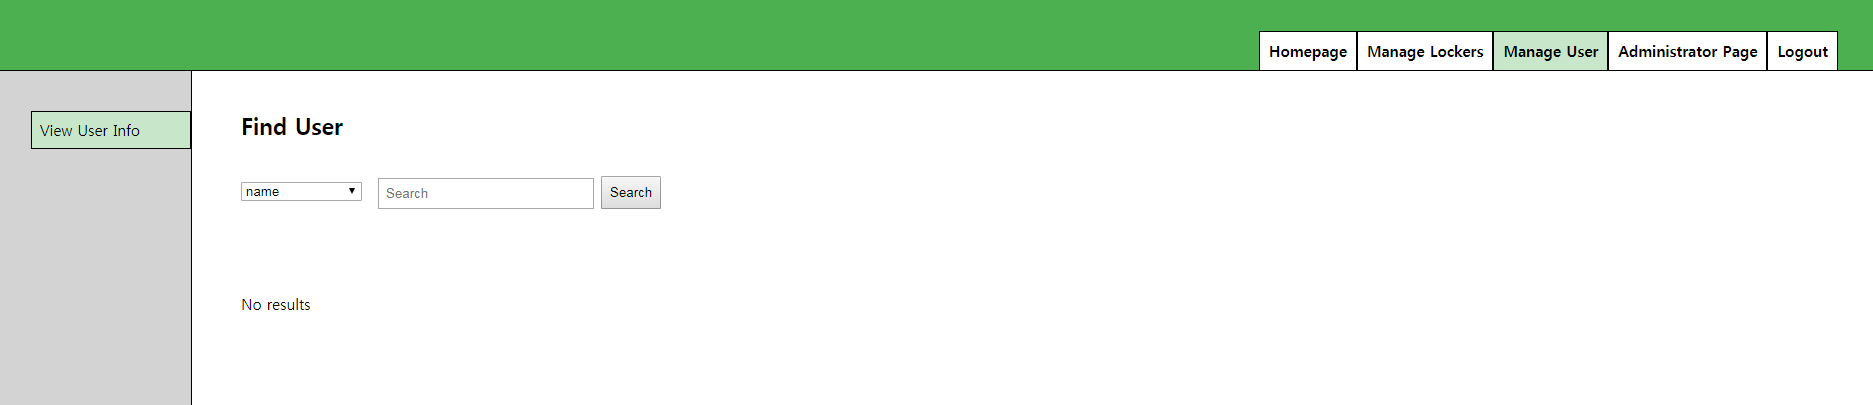 Homepage Manage Lockers Manage User Administrator Page Logout
View User Info
Find User
name Search Search
No results